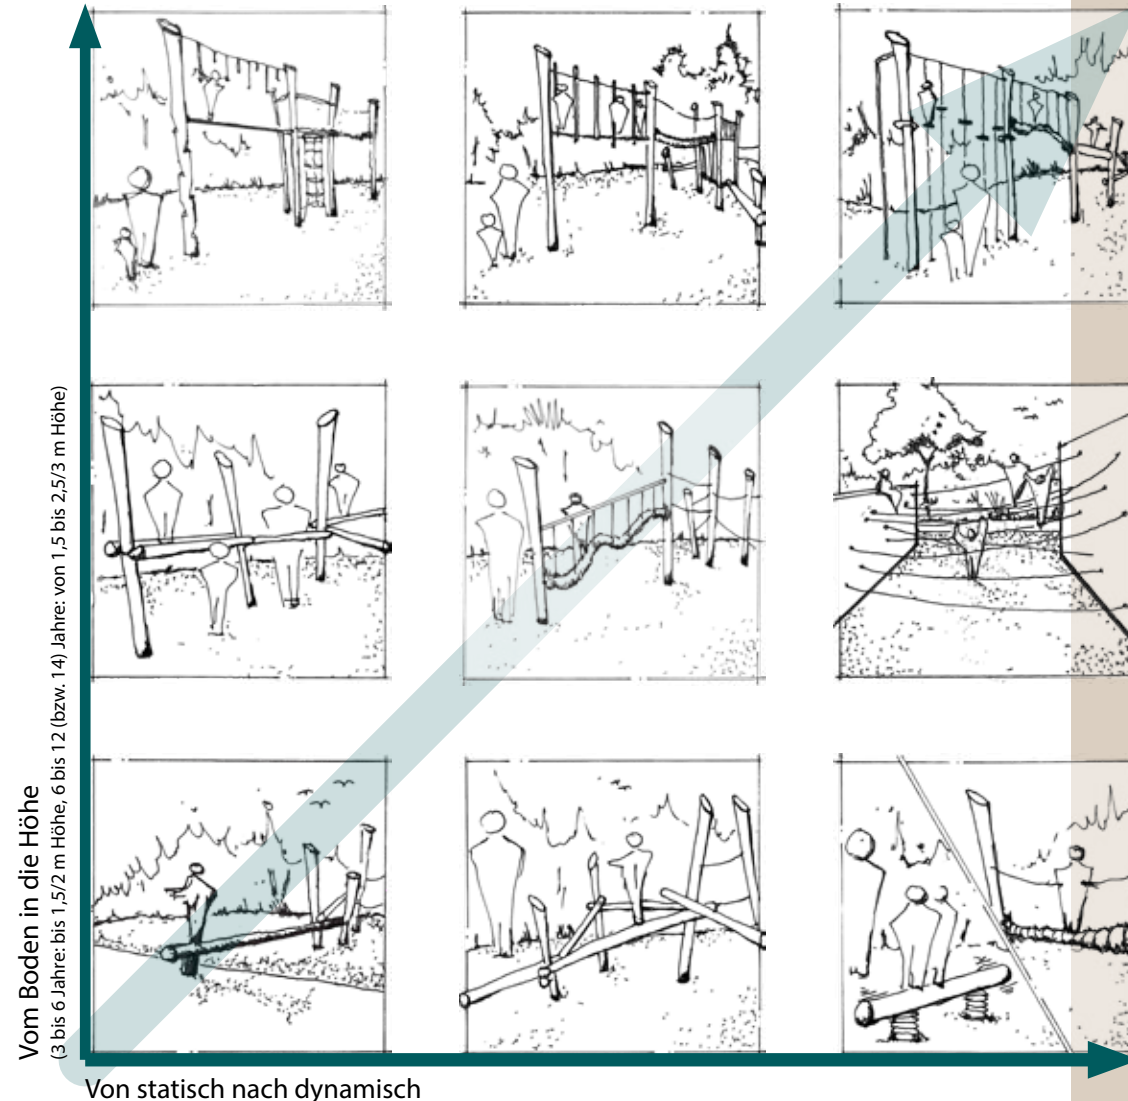 Vom Boden in die Höhe
(3 bis 6 Jahre: bis 1,5/2 m Höhe, 6 bis 12 (bzw. 14) Jahre: von 1,5 bis 2,5/3 m Höhe)
Von statisch nach dynamisch